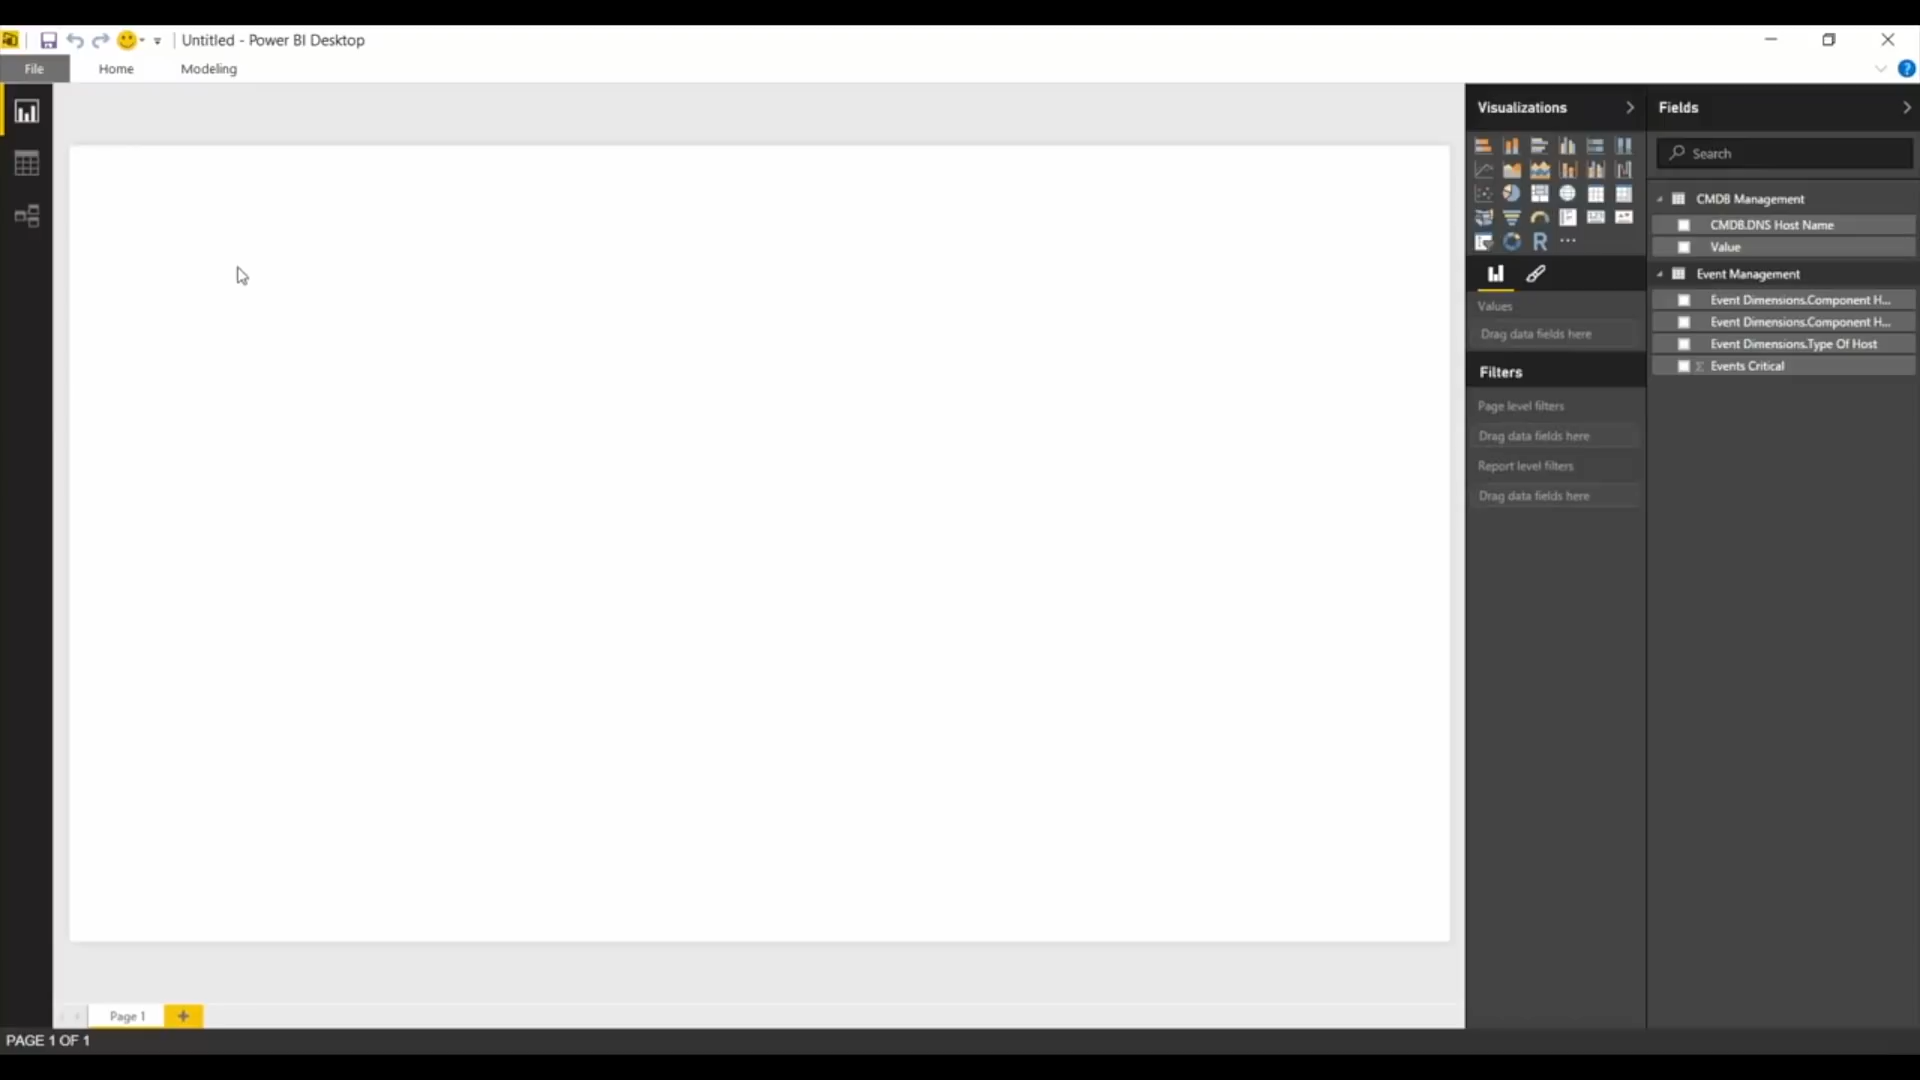 Untitled - Power BI Desktop
File Home Modeling
?
Visualizations
Fields
Search
CMDB Management
CMDB.DNS Host Name
Value
Event Management
Event Dimensions.Component H...
Event Dimensions.Component H...
Event Dimensions.Type Of Host
Σ Events Critical
R ...
Values
Drag data fields here
Filters
Page level filters
Drag data fields here
Report level filters
Drag data fields here
Page 1 +
PAGE 1 OF 1